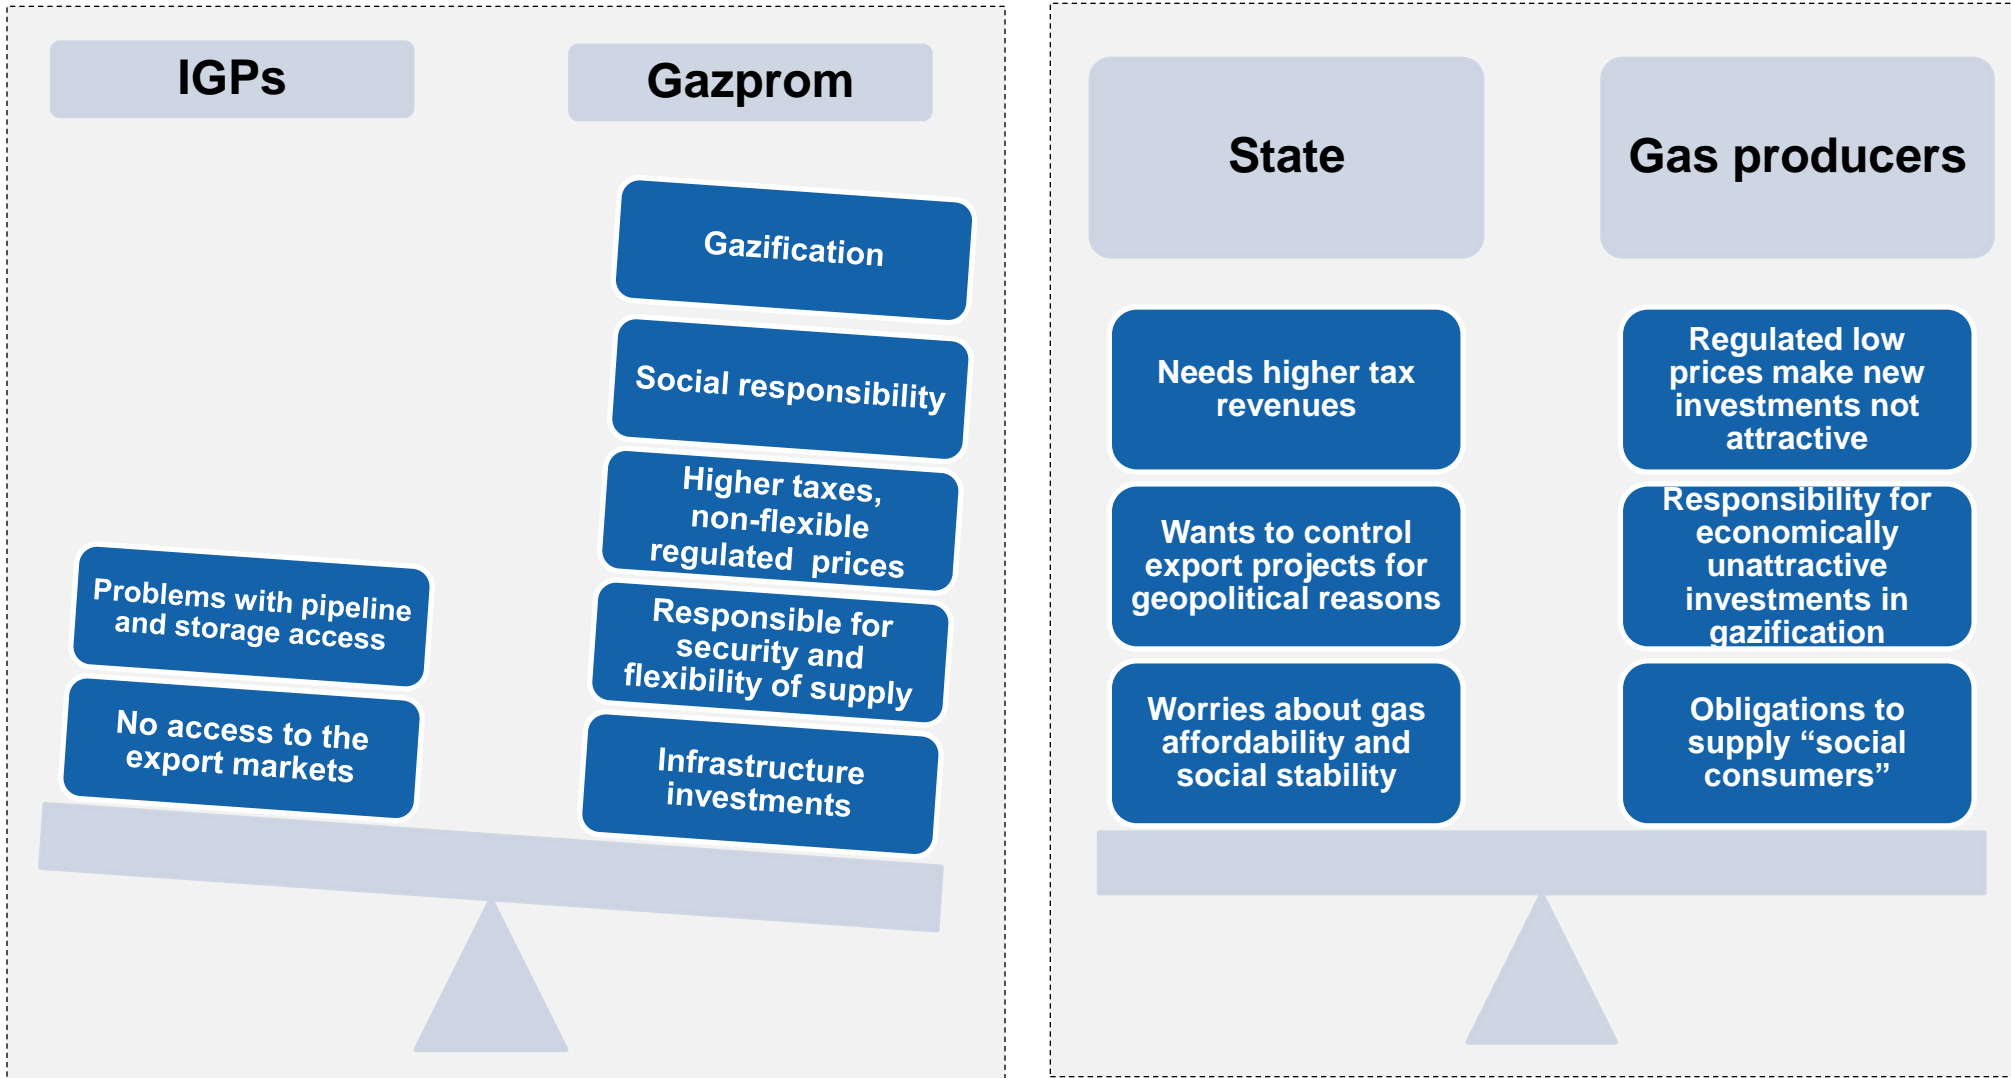 IGPs
Gazprom
Gazification
Social responsibility
Higher taxes,
non-flexible
regulated  prices
Problems with pipeline
and storage access
Responsible for
security and
flexibility of supply
No access to the
export markets
Infrastructure
investments
State
Gas producers
Needs higher tax
revenues
Regulated low
prices make new
investments not
attractive
Wants to control
export projects for
geopolitical reasons
Responsibility for
economically
unattractive
investments in
gazification
Worries about gas
affordability and
social stability
Obligations to
supply “social
consumers”